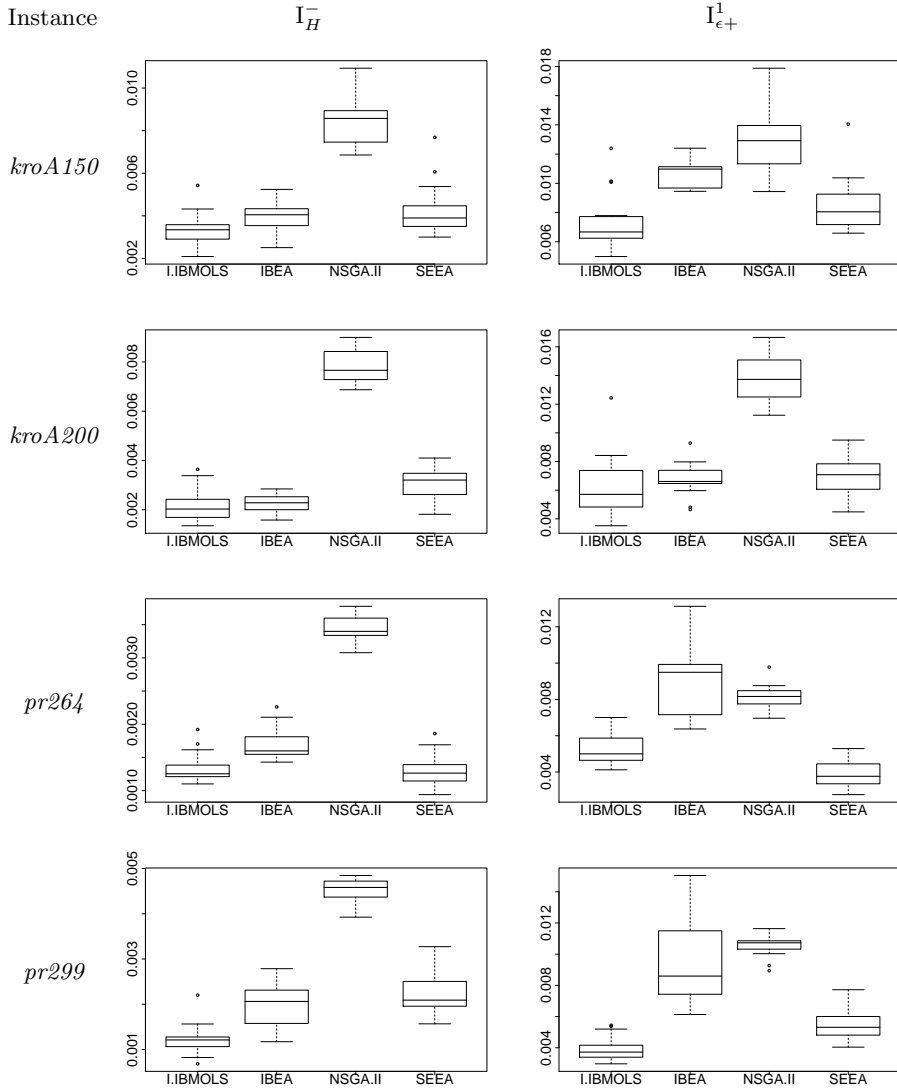 Instance I_H^- I_{ϵ+}^1
kroA150
0.002 0.006 0.010
I.IBMOLS IBEA NSGA.II SEEA
0.006 0.010 0.014 0.018
I.IBMOLS IBEA NSGA.II SEEA
kroA200
0.002 0.004 0.008
I.IBMOLS IBEA NSGA.II SEEA
0.004 0.008 0.012 0.016
I.IBMOLS IBEA NSGA.II SEEA
pr264
0.0010 0.0020 0.0030
I.IBMOLS IBEA NSGA.II SEEA
0.004 0.008 0.012
I.IBMOLS IBEA NSGA.II SEEA
pr299
0.001 0.003 0.005
I.IBMOLS IBEA NSGA.II SEEA
0.004 0.008 0.012
I.IBMOLS IBEA NSGA.II SEEA